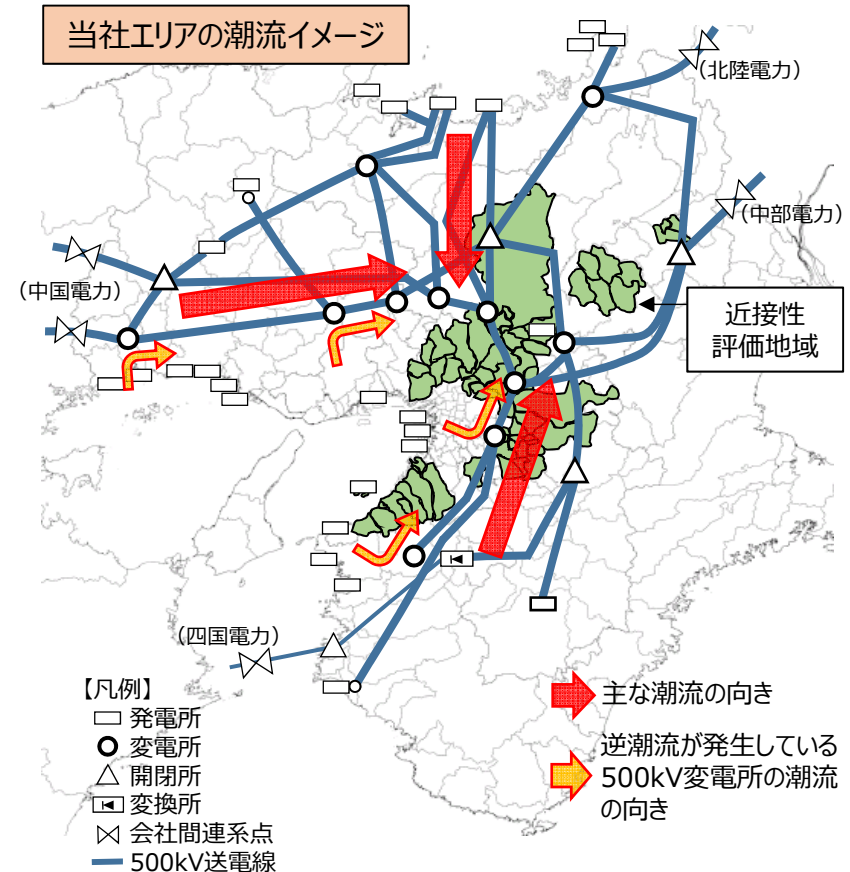 当社エリアの潮流イメージ
（北陸電力）
（中部電力）
（中国電力）
近接性
評価地域
（四国電力）
【凡例】
発電所
変電所
開閉所
変換所
会社間連系点
500kV送電線
主な潮流の向き
逆潮流が発生している
500kV変電所の潮流
の向き